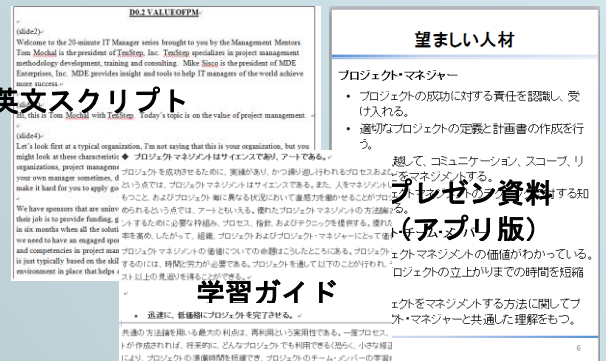 D0.2 VALUEOFPM
(slide2)
Welcome to the 20-minute IT Manager series brought to you by the Management Mentors.
Tom Mochal is the president of TenStep, Inc. TenStep specializes in project management
methodology development, training and consulting. Mike Sisco is the president of MDE
Enterprises, Inc. MDE provides insight and tools to help IT managers of the world achieve
more success.
英文スクリプト
Hi, this is Tom Mochal with TenStep. Today's topic is on the value of project management.
(slide4)
Let's look first at a typical organization, I'm not saying that this is your organization, but you
might look at these characteristic
organizations, project manageme
your own manager sometimes, d
make it hard for you to apply go
We have sponsors that are uninv
their job is to provide funding, g
in six months when all the solut
we need to have an engaged spon
and competencies in project man
is just typically based on the skil
environment in place that helps
望ましい人材
プロジェクト・マネジャー
• プロジェクトの成功に対する責任を認識し、受
け入れる。
• 適切なプロジェクトの定義と計画書の作成を行
う。
越して、コミュニケーション、スコープ、リ
をマネジメントする。
プレゼン資料
（アプリ版）
ェクトマネジメントの価値がわかっている。
ロジェクトの立上がりまでの時間を短縮
ェクトをマネジメントする方法に関してプ
ト・マネジャーと共通した理解をもつ。
6
◆ プロジェクトマネジメントはサイエンスであり、アートである。
プロジェクトを成功させるために、実績があり、かつ繰り返し行われるプロセスおよび
という点では、プロジェクトマネジメントはサイエンスである。また、人をマネジメントし
もつこと、およびプロジェクト毎に異なる状況において直感力を働かせることがプロジ
められるという点では、アートともいえる。優れたプロジェクトマネジメントの方法論
ントするために必要な枠組み、プロセス、指針、およびテクニックを提供する。優れた
率を高め、したがって、組織、プロジェクトおよびプロジェクト・マネジャーにとって価
プロジェクトマネジメントの価値についての命題はこうしたところにある。プロジェクト
するのには、時間と労力が必要である。プロジェクトを通して以下のことが行われ、
スト以上の見返りを得ることができる。
学習ガイド
• 迅速に、低価格にプロジェクトを完了させる。
共通の方法論を用いる最大の利点は、再利用という実用性である。一度プロセス、
が作成されれば、将来的に、どんなプロジェクトでも利用できる(恐らく、小さな修正
により、プロジェクトの準備時間を短縮でき、プロジェクトのチーム・メンバーの学習